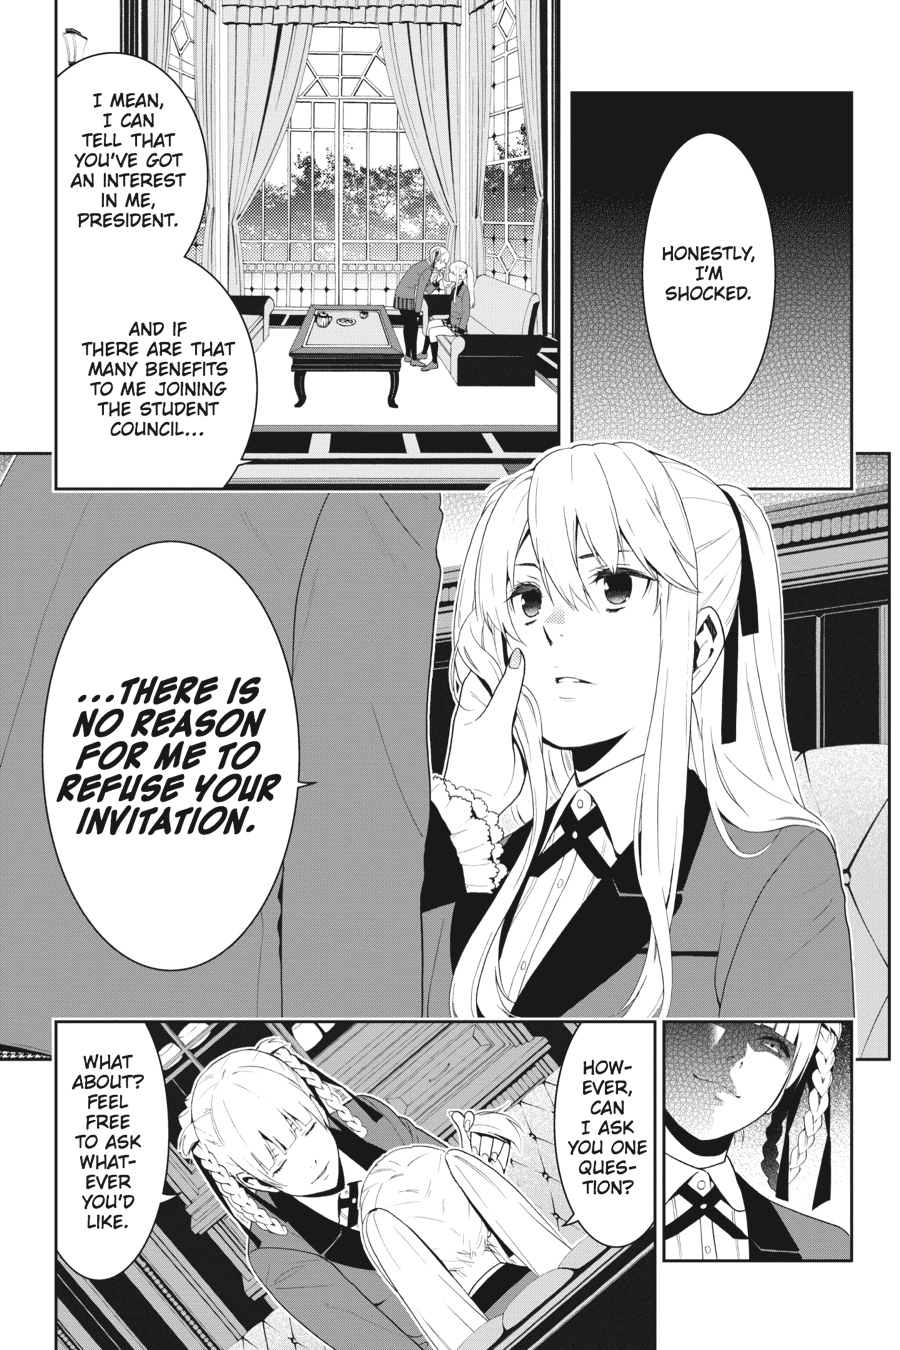 HONESTLY,
I'M
SHOCKED.
I MEAN,
I CAN
TELL THAT
YOU'VE GOT
AN INTEREST
IN ME,
PRESIDENT.
AND IF
THERE ARE THAT
MANY BENEFITS
TO ME JOINING
THE STUDENT
COUNCIL...
...THERE IS
NO REASON
FOR ME TO
REFUSE YOUR
INVITATION.
HOW-
EVER,
CAN
I ASK
YOU ONE
QUES-
TION?
WHAT
ABOUT?
FEEL
FREE
TO ASK
WHAT-
EVER
YOU'D
LIKE.